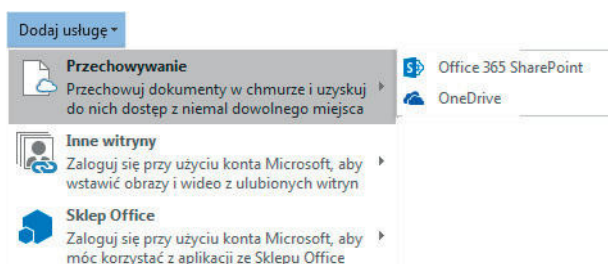 Dodaj usługę
Przechowywanie
Przechowuj dokumenty w chmurze i uzyskuj
do nich dostęp z niemal dowolnego miejsca
Office 365 SharePoint
OneDrive
Inne witryny
Zaloguj się przy użyciu konta Microsoft, aby
wstawić obrazy i wideo z ulubionych witryn
Sklep Office
Zaloguj się przy użyciu konta Microsoft, aby
móc korzystać z aplikacji ze Sklepu Office